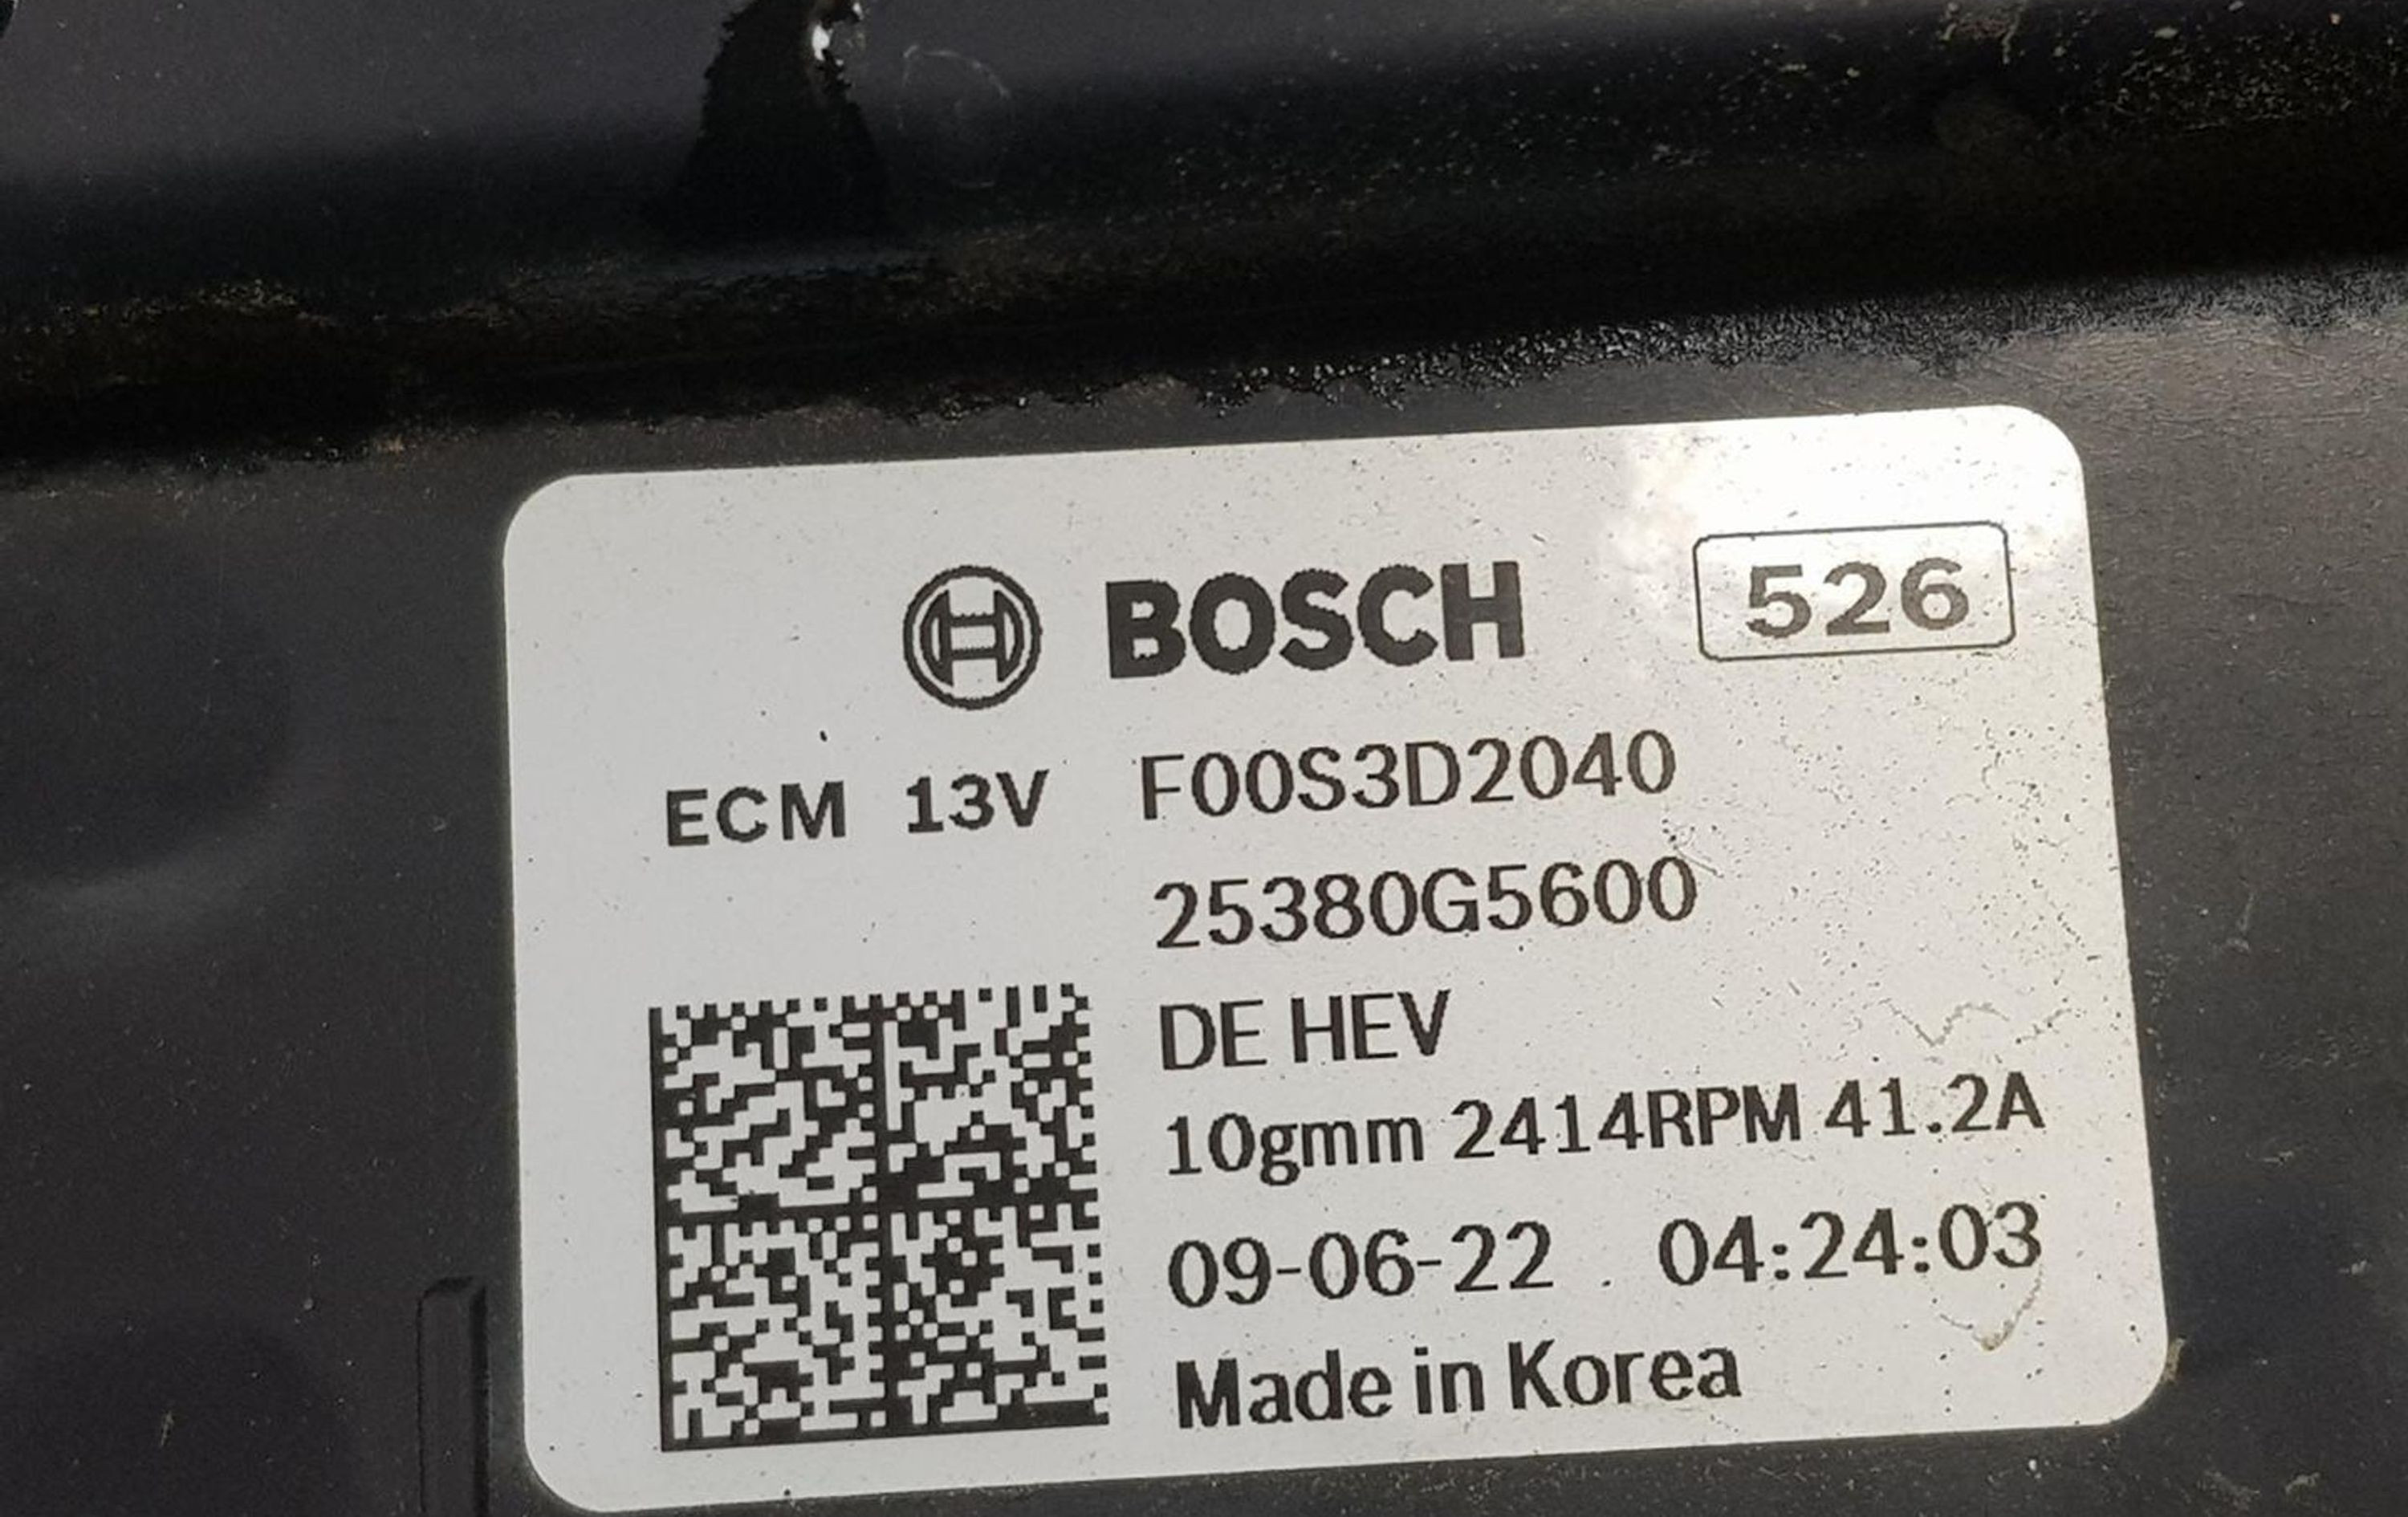 BOSCH 526
ECM 13V F00S3D2040
25380G5600
DE HEV
10gmm 2414RPM 41.2A
09-06-22 04:24:03
Made in Korea